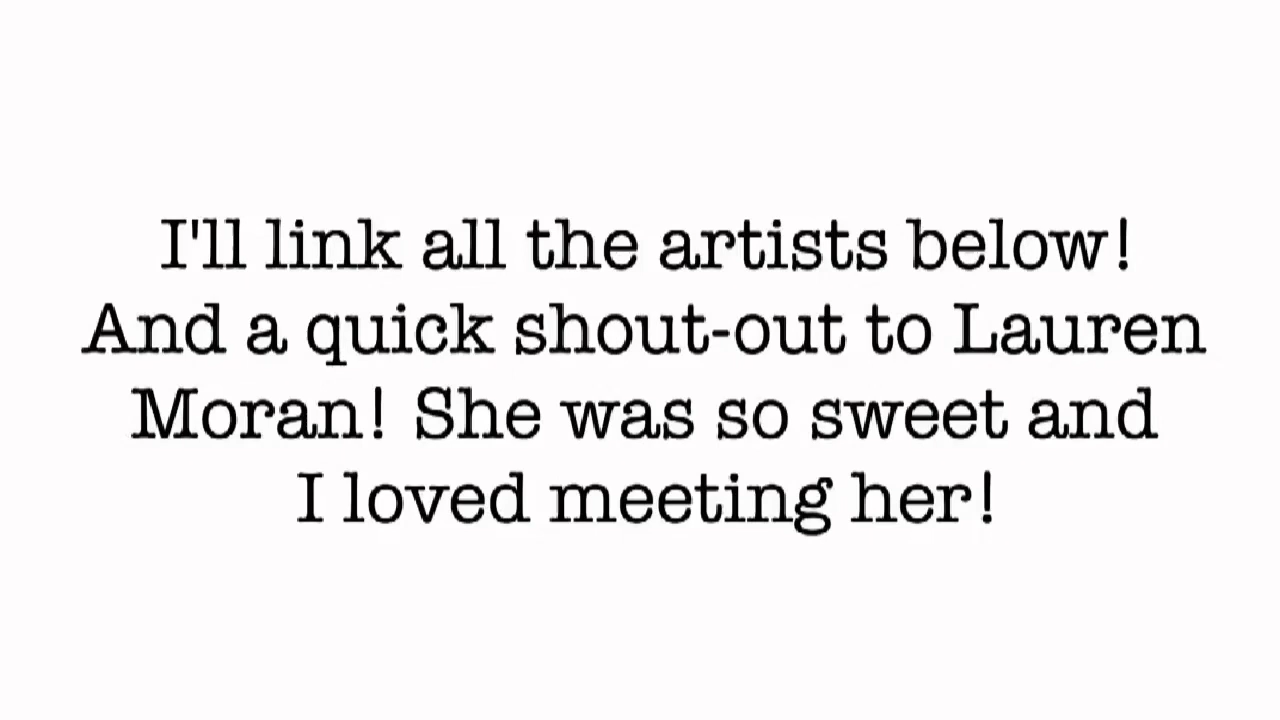 I'll link all the artists below!
And a quick shout-out to Lauren
Moran! She was so sweet and
I loved meeting her!